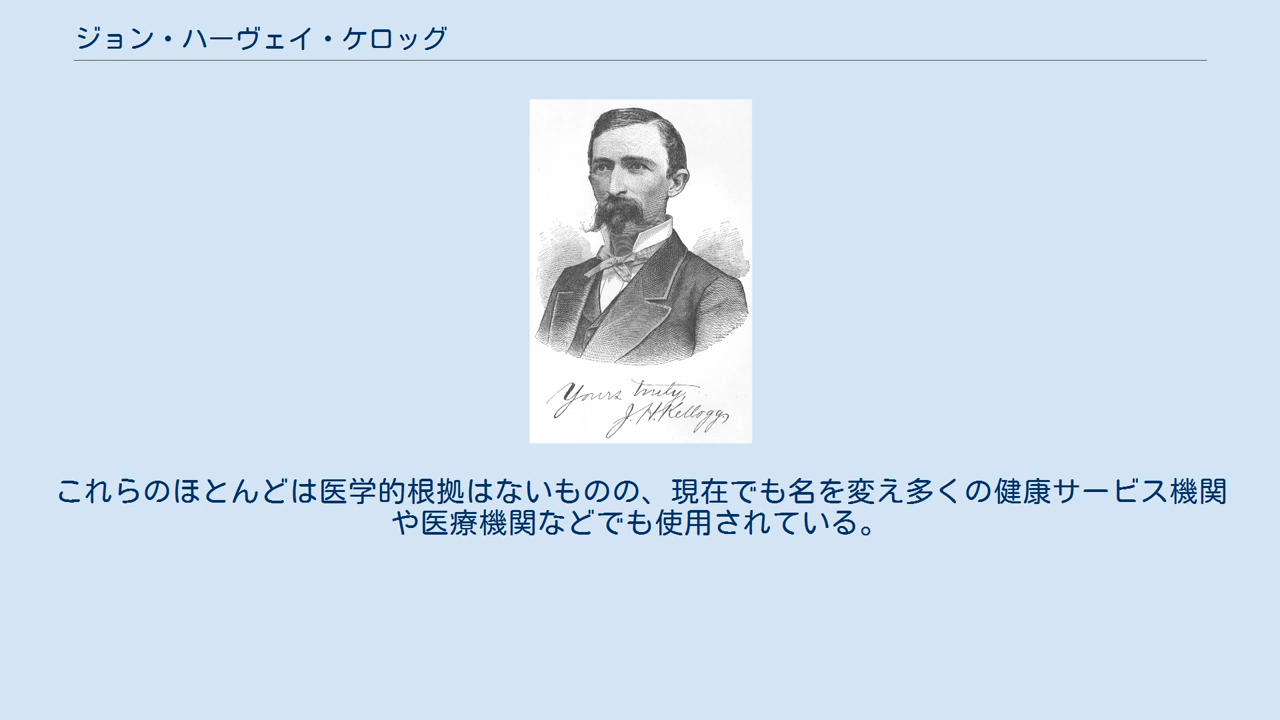 ジョン・ハーヴェイ・ケロッグ
Yours truly,
J.H.Kellogg
これらのほとんどは医学的根拠はないものの、現在でも名を変え多くの健康サービス機関
や医療機関などでも使用されている。